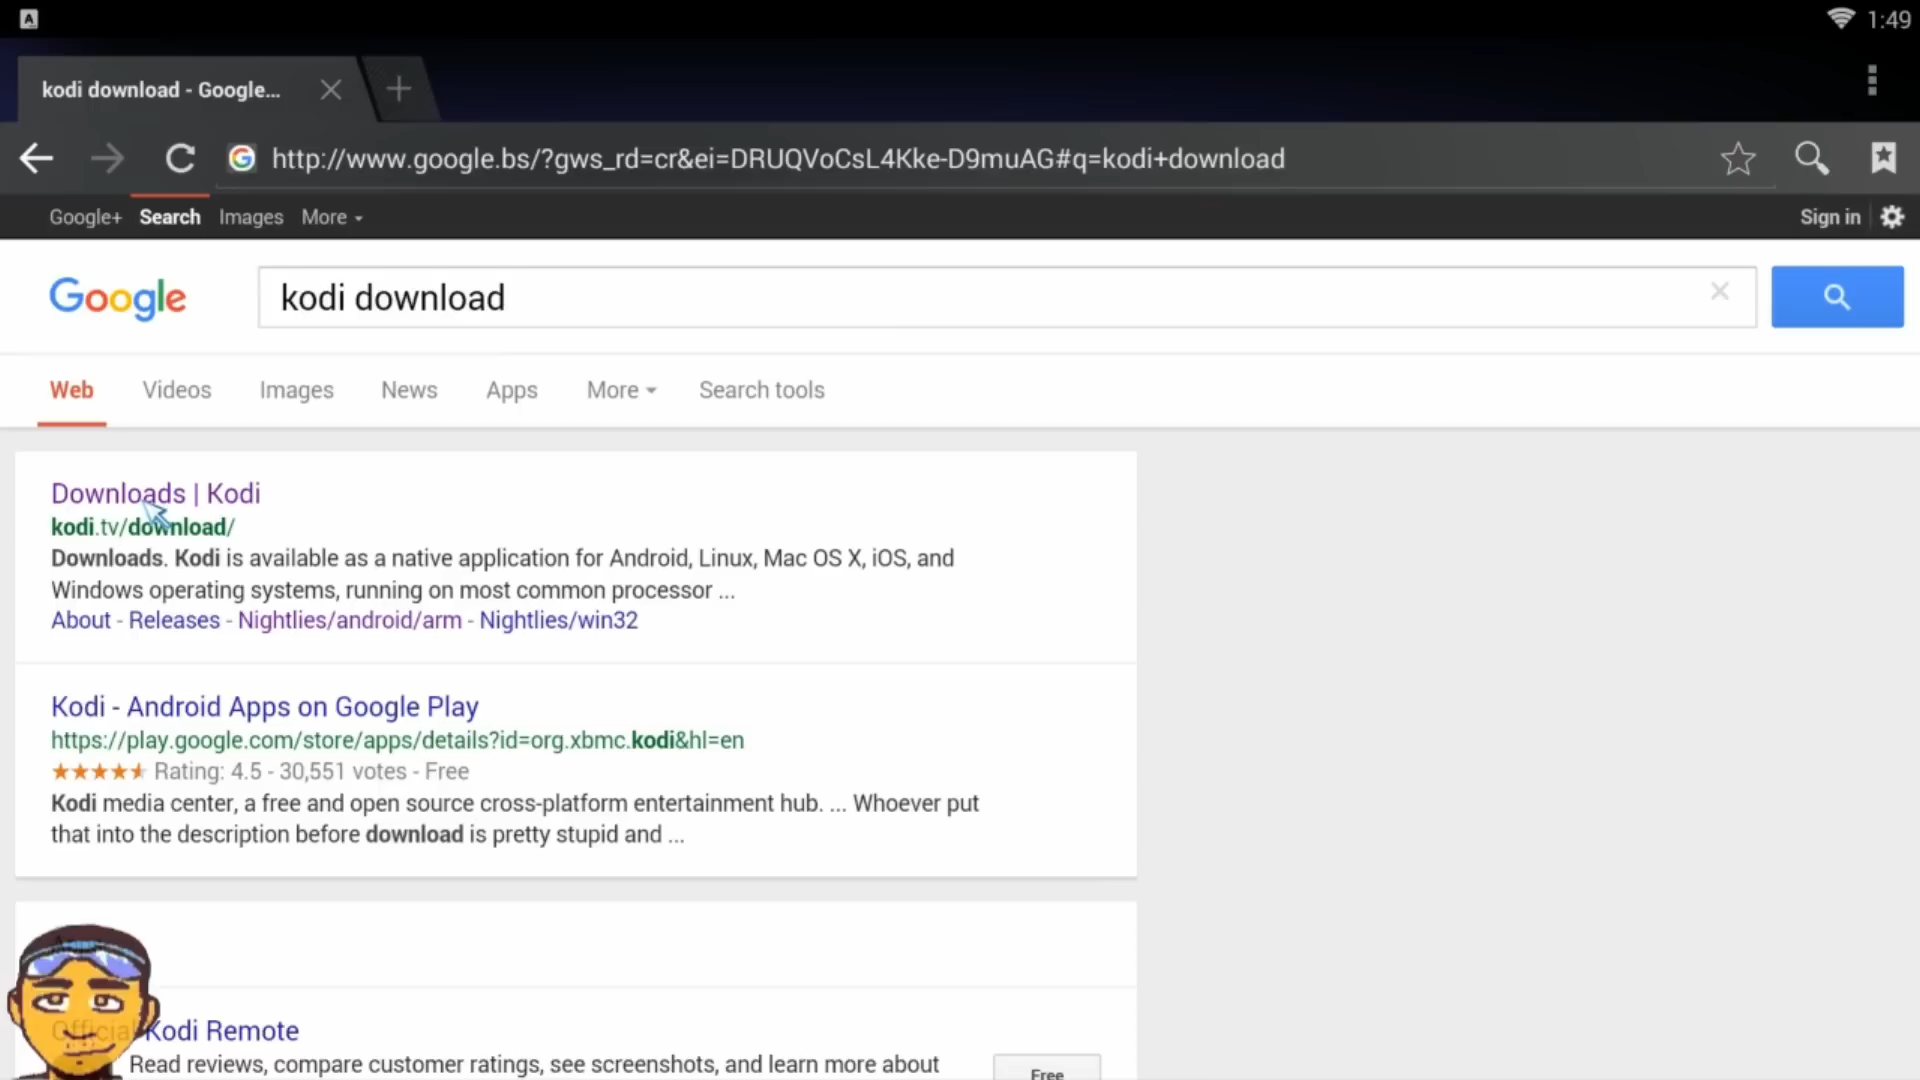 A
1:49
kodi download - Google...
http://www.google.bs/?gws_rd=cr&ei=DRUQVoCsL4Kke-D9muAG#q=kodi+download
Google+ Search Images More Sign in
Google kodi download
Web Videos Images News Apps More Search tools
Downloads | Kodi
kodi.tv/download/
Downloads. Kodi is available as a native application for Android, Linux, Mac OS X, iOS, and
Windows operating systems, running on most common processor ...
About - Releases - Nightlies/android/arm - Nightlies/win32
Kodi - Android Apps on Google Play
https://play.google.com/store/apps/details?id=org.xbmc.kodi&hl=en
Rating: 4.5 - 30,551 votes - Free
Kodi media center, a free and open source cross-platform entertainment hub. ... Whoever put
that into the description before download is pretty stupid and ...
Official Kodi Remote
Read reviews, compare customer ratings, see screenshots, and learn more about
Free